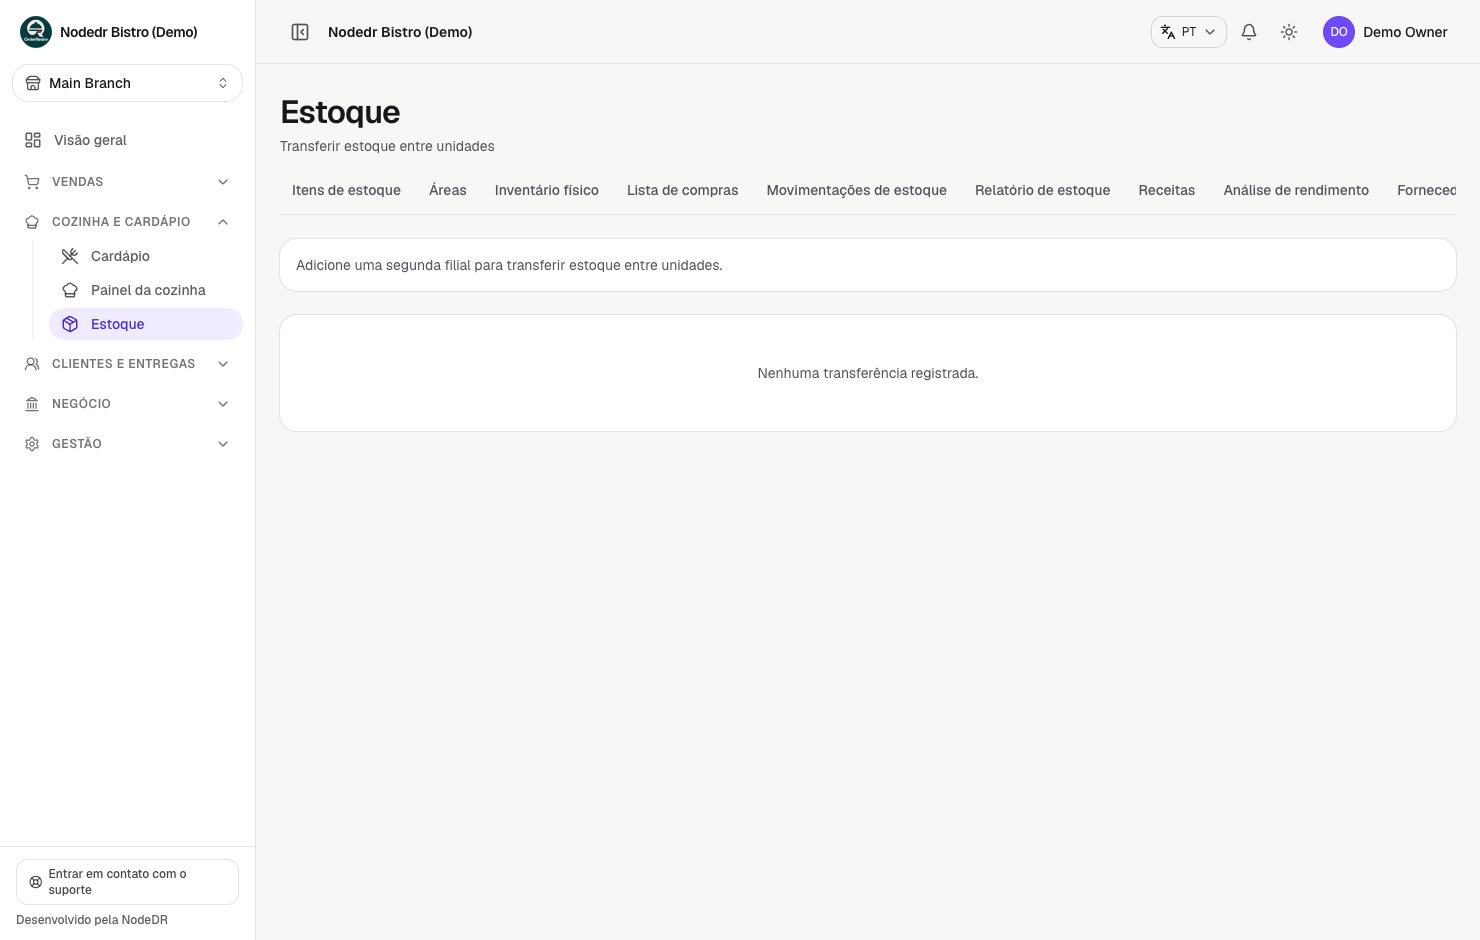 Nodedr Bistro (Demo)
Main Branch
Visão geral
VENDAS
COZINHA E CARDÁPIO
Cardápio
Painel da cozinha
Estoque
CLIENTES E ENTREGAS
NEGÓCIO
GESTÃO
Entrar em contato com o
suporte
Desenvolvido pela NodeDR
Nodedr Bistro (Demo)
PT
DO
Demo Owner
Estoque
Transferir estoque entre unidades
Itens de estoque Áreas Inventário físico Lista de compras Movimentações de estoque Relatório de estoque Receitas Análise de rendimento Forneced
Adicione uma segunda filial para transferir estoque entre unidades.
Nenhuma transferência registrada.